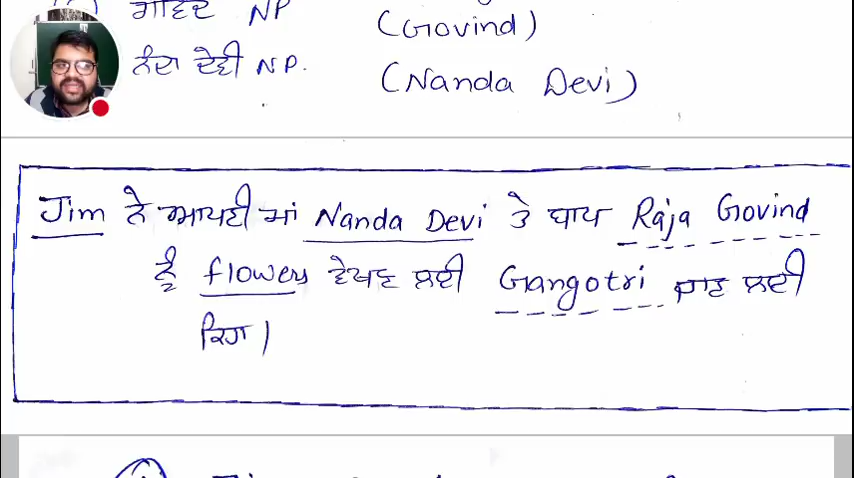 ਗੋਵਿੰਦ NP
(Govind)
ਨੰਦਾ ਦੇਵੀ NP.
(Nanda Devi)
Jim ਨੇ ਆਪਣੀ ਮਾਂ Nanda Devi ਤੇ ਬਾਪ Raja Govind
ਨੂੰ flowers ਵੇਖਣ ਲਈ Gangotri ਜਾਣ ਲਈ
ਕਿਹਾ।